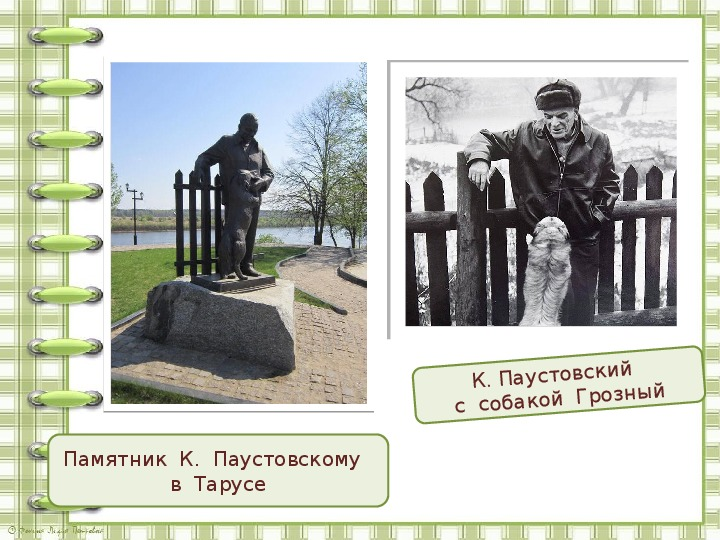 К. Паустовский
с собакой Грозный
Памятник К. Паустовскому
в Тарусе